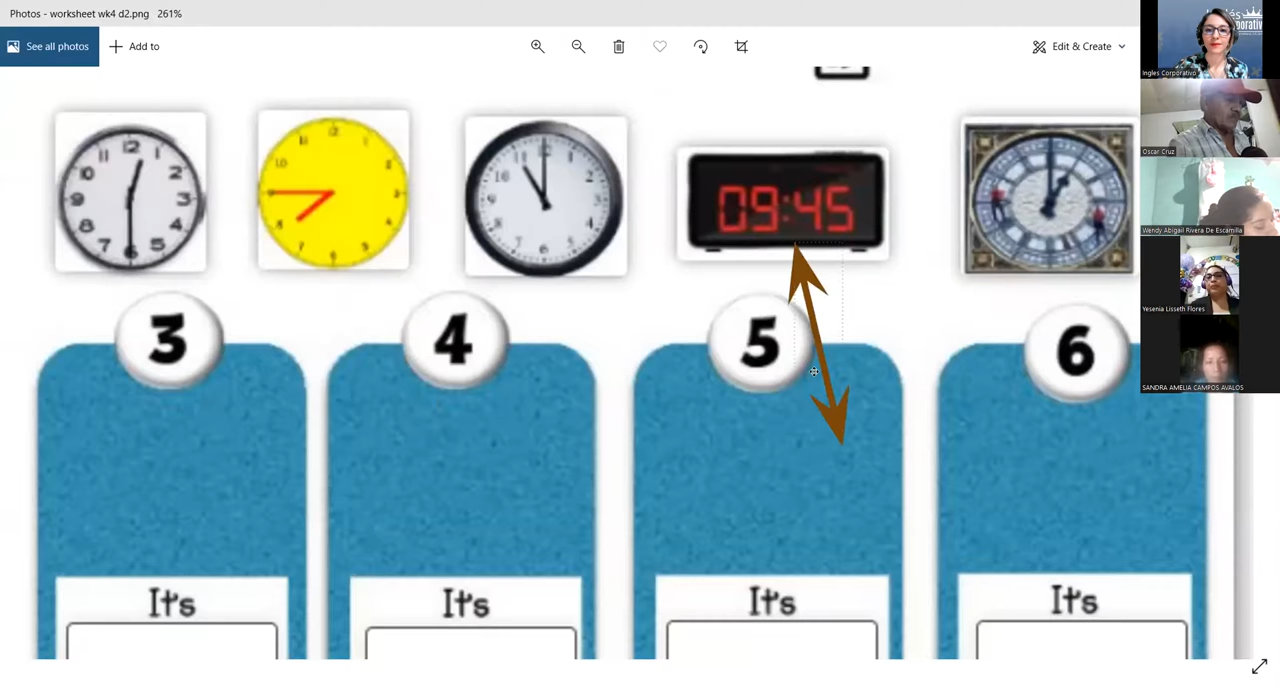 Photos - worksheet wk4 d2.png 261%
See all photos
Add to
Edit & Create
Ingles Corporativo
Oscar Cruz
Wendy Abigail Rivera De Escamilla
Yesenia Lisseth Flores
SANDRA AMELIA CAMPOS AVALOS
09:45
3
4
5
6
It's
It's
It's
It's